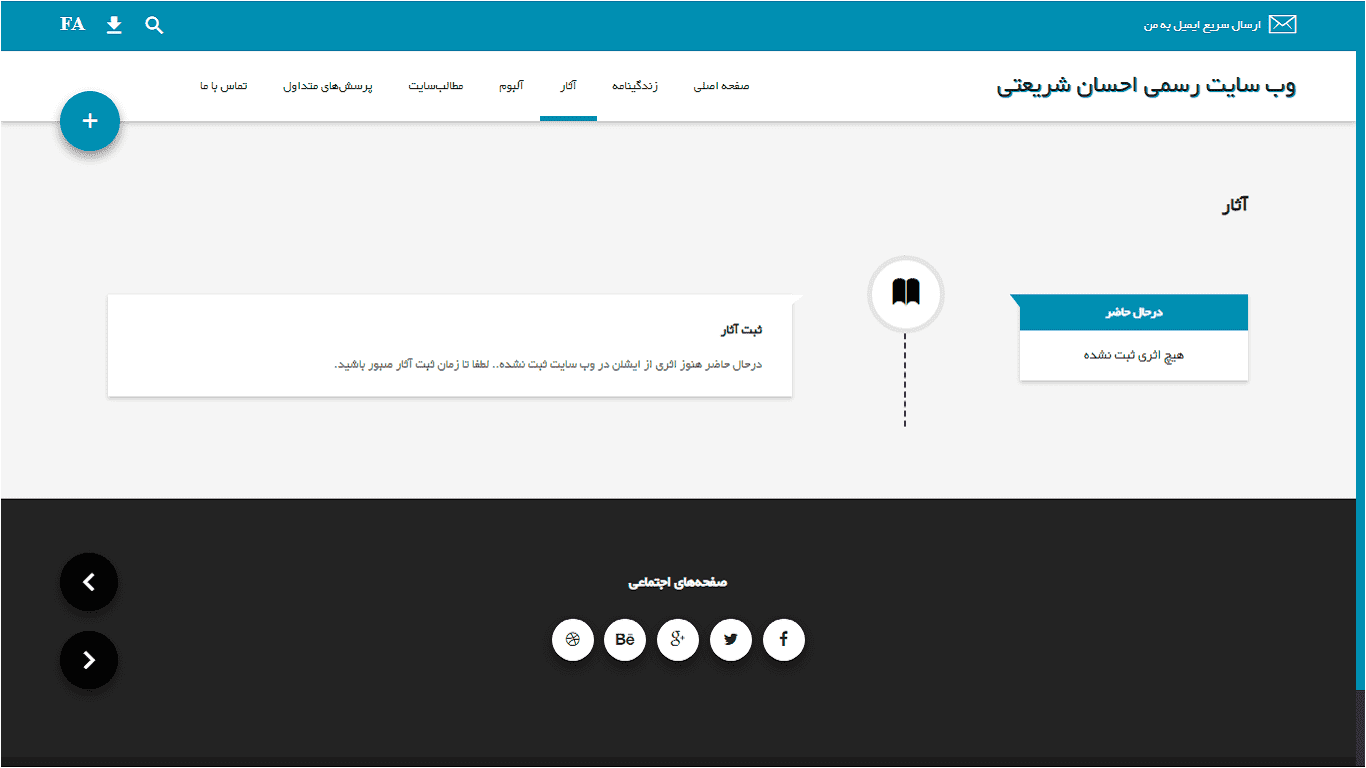 ارسال سریع ایمیل به من
FA
وب سایت رسمی احسان شریعتی
صفحه اصلی
زندگینامه
آثار
آلبوم
مطالب‌سایت
پرسش‌های متداول
تماس با ما
+
آثار
درحال حاضر
هیچ اثری ثبت نشده
ثبت آثار
درحال حاضر هنوز اثری از ایشلن در وب سایت ثبت نشده.. لطفا تا زمان ثبت آثار صبور باشید.
صفحه‌های اجتماعی
f
g+
Bē